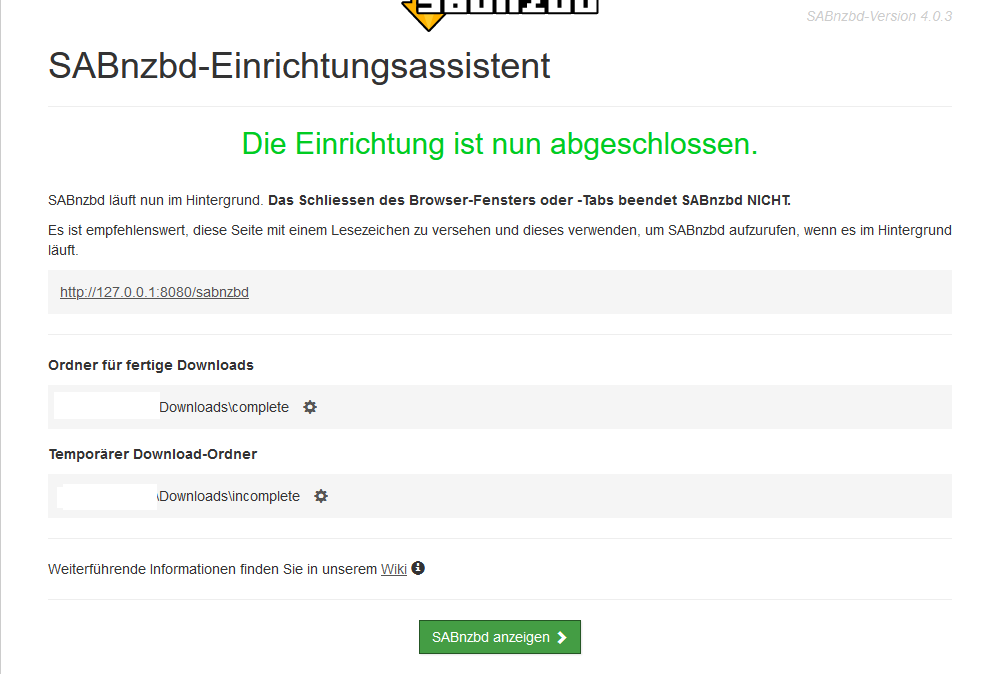 SABnzbd-Version 4.0.3
SABnzbd-Einrichtungsassistent
Die Einrichtung ist nun abgeschlossen.
SABnzbd läuft nun im Hintergrund. Das Schliessen des Browser-Fensters oder -Tabs beendet SABnzbd NICHT.
Es ist empfehlenswert, diese Seite mit einem Lesezeichen zu versehen und dieses verwenden, um SABnzbd aufzurufen, wenn es im Hintergrund
läuft.
http://127.0.0.1:8080/sabnzbd
Ordner für fertige Downloads
Downloads\complete
Temporärer Download-Ordner
\Downloads\incomplete
Weiterführende Informationen finden Sie in unserem Wiki
SABnzbd anzeigen